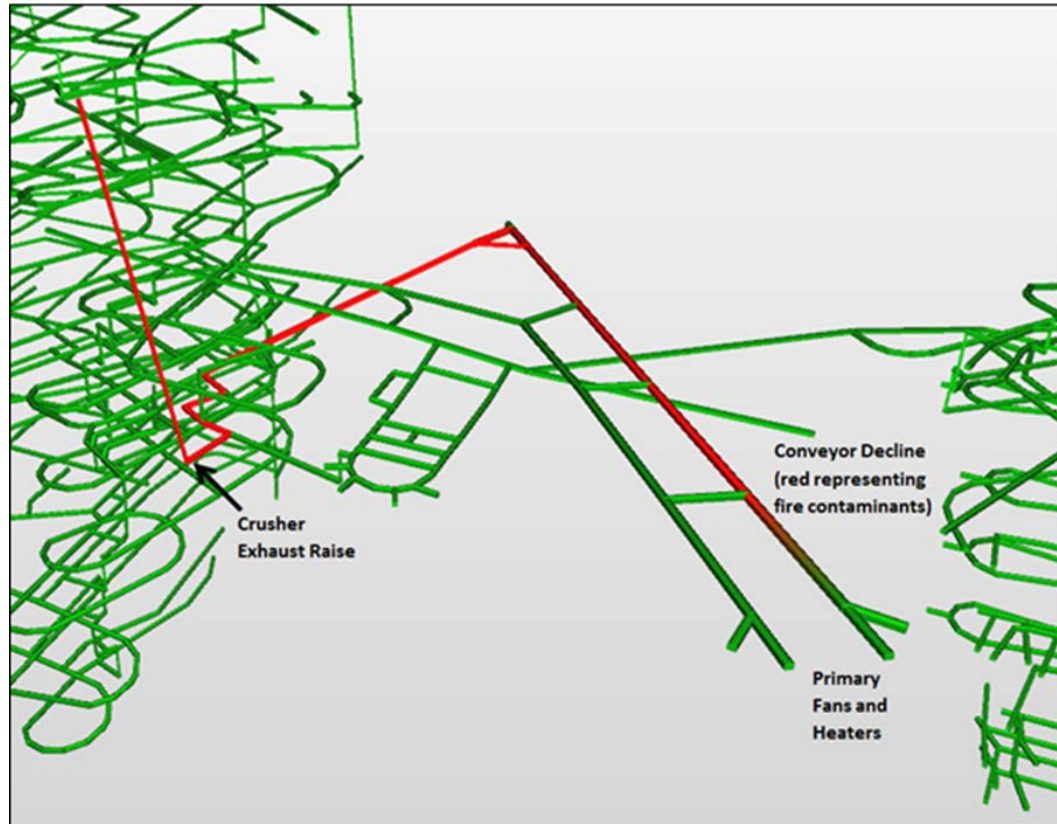 Conveyor Decline
(red representing
fire contaminants)
Crusher
Exhaust Raise
Primary
Fans and
Heaters